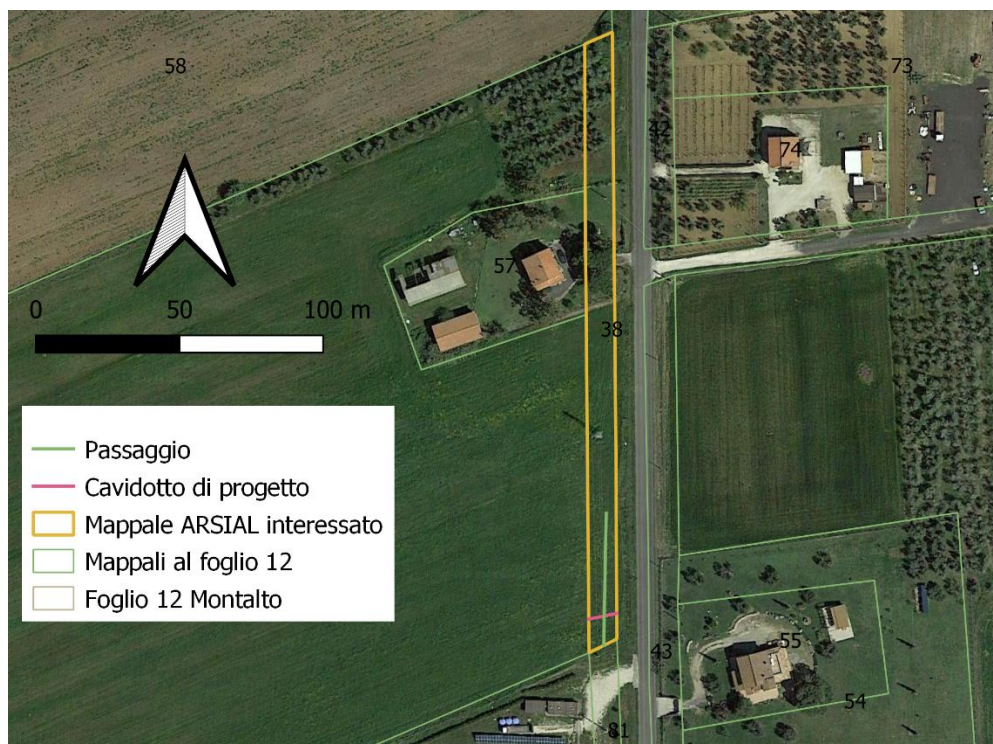 58
73
42
74
57
38
0 50 100 m
Passaggio
Cavidotto di progetto
Mappale ARSIAL interessato
Mappali al foglio 12
Foglio 12 Montalto
43
55
54
81